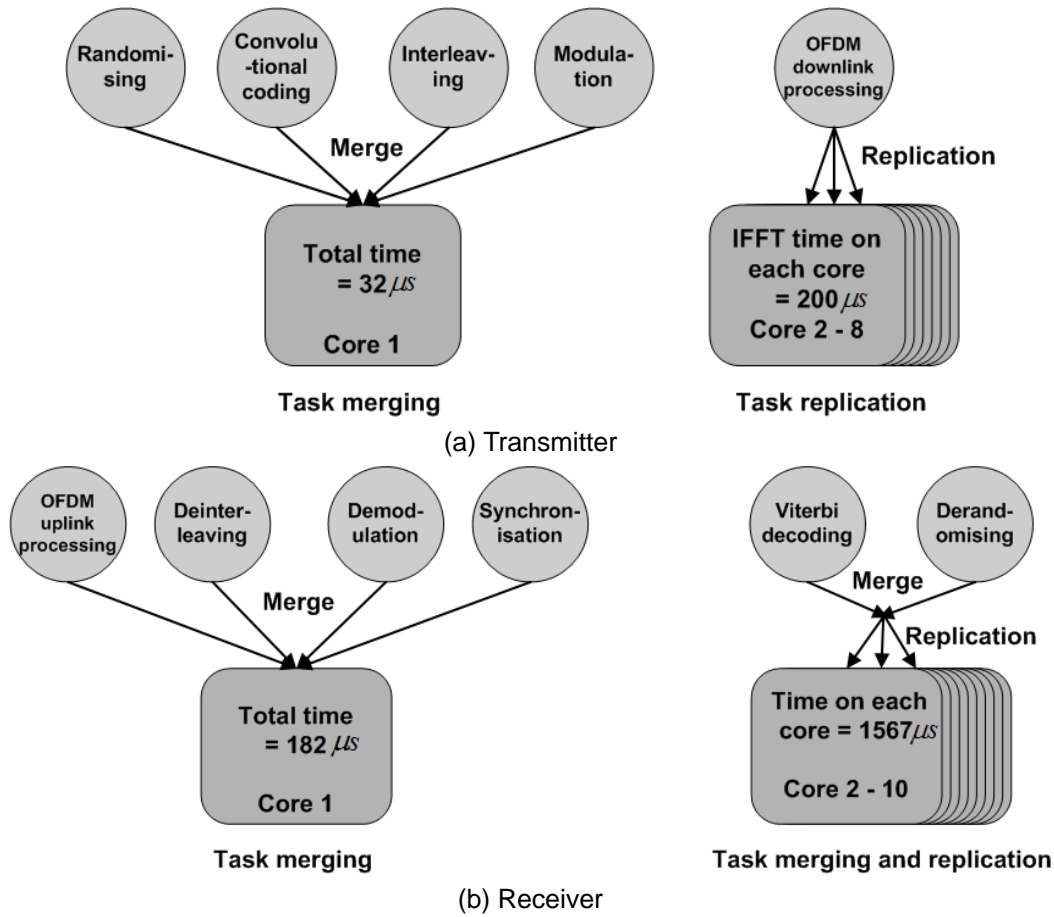 Randomi-
sing
Convolu
-tional
coding
Interleav-
ing
Modula-
tion
Merge
Total time
= 32 μs
Core 1
Task merging
OFDM
downlink
processing
Replication
IFFT time on
each core
= 200 μs
Core 2 - 8
Task replication
(a) Transmitter
OFDM
uplink
processing
Deinter-
leaving
Demod-
ulation
Synchron-
isation
Merge
Total time
= 182 μs
Core 1
Task merging
Viterbi
decoding
Derand-
omising
Merge
Replication
Time on each
core = 1567μs
Core 2 - 10
Task merging and replication
(b) Receiver